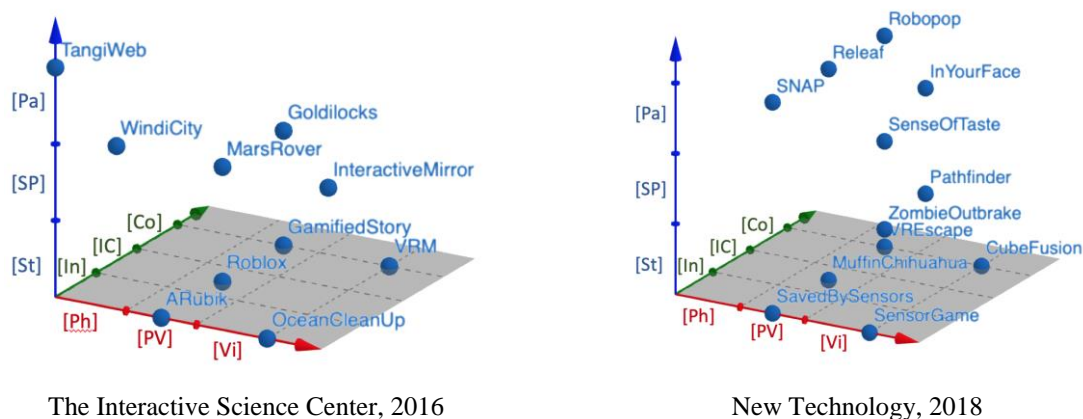 TangiWeb
[Pa]
WindiCity
Goldilocks
MarsRover
InteractiveMirror
[SP]
[Co]
[IC]
[In]
GamifiedStory
VRM
[St]
Roblox
ARubik
OceanCleanUp
[Ph]
[PV]
[Vi]
The Interactive Science Center, 2016
Robopop
Releaf
InYourFace
SNAP
[Pa]
SenseOfTaste
[SP]
Pathfinder
[Co]
ZombieOutbrake
VREscape
[IC]
CubeFusion
[In]
MuffinChihuahua
[St]
SavedBySensors
SensorGame
[Ph]
[PV]
[Vi]
New Technology, 2018